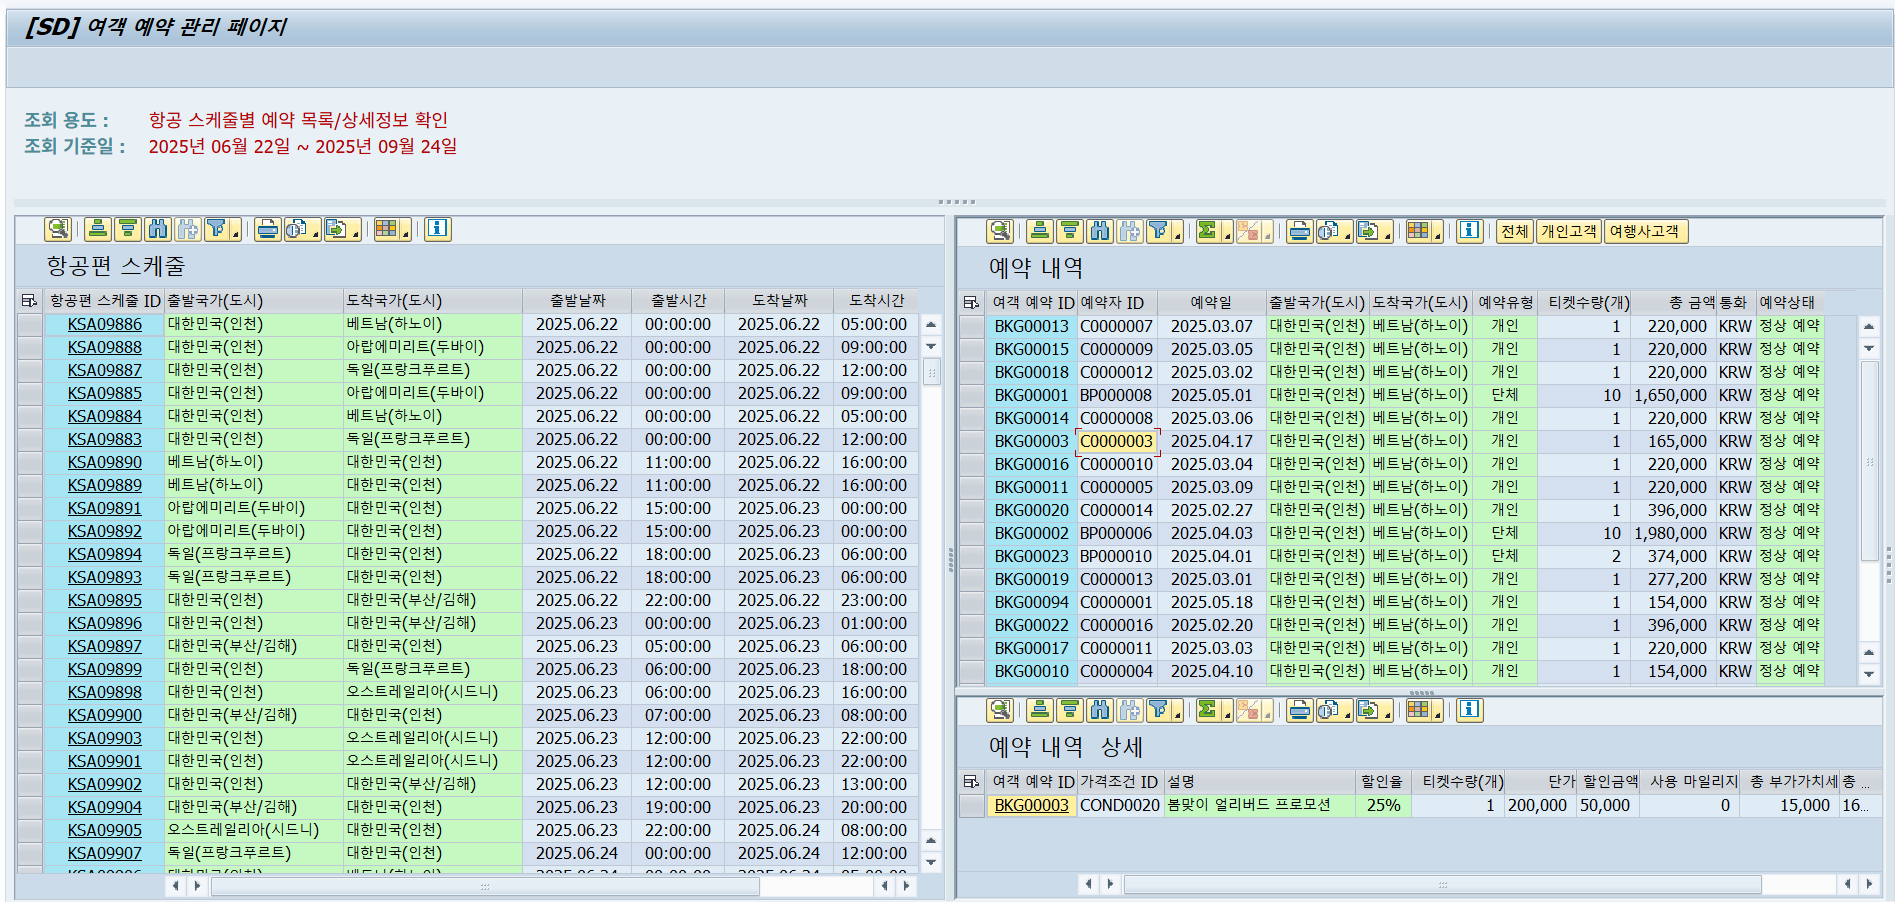 [SD] 여객 예약 관리 페이지
조회 용도 : 항공 스케줄별 예약 목록/상세정보 확인
조회 기준일 : 2025년 06월 22일 ~ 2025년 09월 24일
항공편 스케줄
항공편 스케줄 ID 출발국가(도시) 도착국가(도시) 출발날짜 출발시간 도착날짜 도착시간
KSA09886 대한민국(인천) 베트남(하노이) 2025.06.22 00:00:00 2025.06.22 05:00:00
KSA09888 대한민국(인천) 아랍에미리트(두바이) 2025.06.22 00:00:00 2025.06.22 09:00:00
KSA09887 대한민국(인천) 독일(프랑크푸르트) 2025.06.22 00:00:00 2025.06.22 12:00:00
KSA09885 대한민국(인천) 아랍에미리트(두바이) 2025.06.22 00:00:00 2025.06.22 09:00:00
KSA09884 대한민국(인천) 베트남(하노이) 2025.06.22 00:00:00 2025.06.22 05:00:00
KSA09883 대한민국(인천) 독일(프랑크푸르트) 2025.06.22 00:00:00 2025.06.22 12:00:00
KSA09890 베트남(하노이) 대한민국(인천) 2025.06.22 11:00:00 2025.06.22 16:00:00
KSA09889 베트남(하노이) 대한민국(인천) 2025.06.22 11:00:00 2025.06.22 16:00:00
KSA09891 아랍에미리트(두바이) 대한민국(인천) 2025.06.22 15:00:00 2025.06.23 00:00:00
KSA09892 아랍에미리트(두바이) 대한민국(인천) 2025.06.22 15:00:00 2025.06.23 00:00:00
KSA09894 독일(프랑크푸르트) 대한민국(인천) 2025.06.22 18:00:00 2025.06.23 06:00:00
KSA09893 독일(프랑크푸르트) 대한민국(인천) 2025.06.22 18:00:00 2025.06.23 06:00:00
KSA09895 대한민국(인천) 대한민국(부산/김해) 2025.06.22 22:00:00 2025.06.22 23:00:00
KSA09896 대한민국(인천) 대한민국(부산/김해) 2025.06.23 00:00:00 2025.06.23 01:00:00
KSA09897 대한민국(부산/김해) 대한민국(인천) 2025.06.23 05:00:00 2025.06.23 06:00:00
KSA09899 대한민국(인천) 독일(프랑크푸르트) 2025.06.23 06:00:00 2025.06.23 18:00:00
KSA09898 대한민국(인천) 오스트레일리아(시드니) 2025.06.23 06:00:00 2025.06.23 16:00:00
KSA09900 대한민국(부산/김해) 대한민국(인천) 2025.06.23 07:00:00 2025.06.23 08:00:00
KSA09903 대한민국(인천) 오스트레일리아(시드니) 2025.06.23 12:00:00 2025.06.23 22:00:00
KSA09901 대한민국(인천) 오스트레일리아(시드니) 2025.06.23 12:00:00 2025.06.23 22:00:00
KSA09902 대한민국(인천) 대한민국(부산/김해) 2025.06.23 12:00:00 2025.06.23 13:00:00
KSA09904 대한민국(부산/김해) 대한민국(인천) 2025.06.23 19:00:00 2025.06.23 20:00:00
KSA09905 오스트레일리아(시드니) 대한민국(인천) 2025.06.23 22:00:00 2025.06.24 08:00:00
KSA09907 독일(프랑크푸르트) 대한민국(인천) 2025.06.24 00:00:00 2025.06.24 12:00:00
전체 개인고객 여행사고객
예약 내역
여객 예약 ID 예약자 ID 예약일 출발국가(도시) 도착국가(도시) 예약유형 티켓수량(개) 총 금액 통화 예약상태
BKG00013 C0000007 2025.03.07 대한민국(인천) 베트남(하노이) 개인 1 220,000 KRW 정상 예약
BKG00015 C0000009 2025.03.05 대한민국(인천) 베트남(하노이) 개인 1 220,000 KRW 정상 예약
BKG00018 C0000012 2025.03.02 대한민국(인천) 베트남(하노이) 개인 1 220,000 KRW 정상 예약
BKG00001 BP000008 2025.05.01 대한민국(인천) 베트남(하노이) 단체 10 1,650,000 KRW 정상 예약
BKG00014 C0000008 2025.03.06 대한민국(인천) 베트남(하노이) 개인 1 220,000 KRW 정상 예약
BKG00003 C0000003 2025.04.17 대한민국(인천) 베트남(하노이) 개인 1 165,000 KRW 정상 예약
BKG00016 C0000010 2025.03.04 대한민국(인천) 베트남(하노이) 개인 1 220,000 KRW 정상 예약
BKG00011 C0000005 2025.03.09 대한민국(인천) 베트남(하노이) 개인 1 220,000 KRW 정상 예약
BKG00020 C0000014 2025.02.27 대한민국(인천) 베트남(하노이) 개인 1 396,000 KRW 정상 예약
BKG00002 BP000006 2025.04.03 대한민국(인천) 베트남(하노이) 단체 10 1,980,000 KRW 정상 예약
BKG00023 BP000010 2025.04.01 대한민국(인천) 베트남(하노이) 단체 2 374,000 KRW 정상 예약
BKG00019 C0000013 2025.03.01 대한민국(인천) 베트남(하노이) 개인 1 277,200 KRW 정상 예약
BKG00094 C0000001 2025.05.18 대한민국(인천) 베트남(하노이) 개인 1 154,000 KRW 정상 예약
BKG00022 C0000016 2025.02.20 대한민국(인천) 베트남(하노이) 개인 1 396,000 KRW 정상 예약
BKG00017 C0000011 2025.03.03 대한민국(인천) 베트남(하노이) 개인 1 220,000 KRW 정상 예약
BKG00010 C0000004 2025.04.10 대한민국(인천) 베트남(하노이) 개인 1 154,000 KRW 정상 예약
예약 내역 상세
여객 예약 ID 가격조건 ID 설명 할인율 티켓수량(개) 단가 할인금액 사용 마일리지 총 부가가치세 총 ...
BKG00003 COND0020 봄맞이 얼리버드 프로모션 25% 1 200,000 50,000 0 15,000 16...